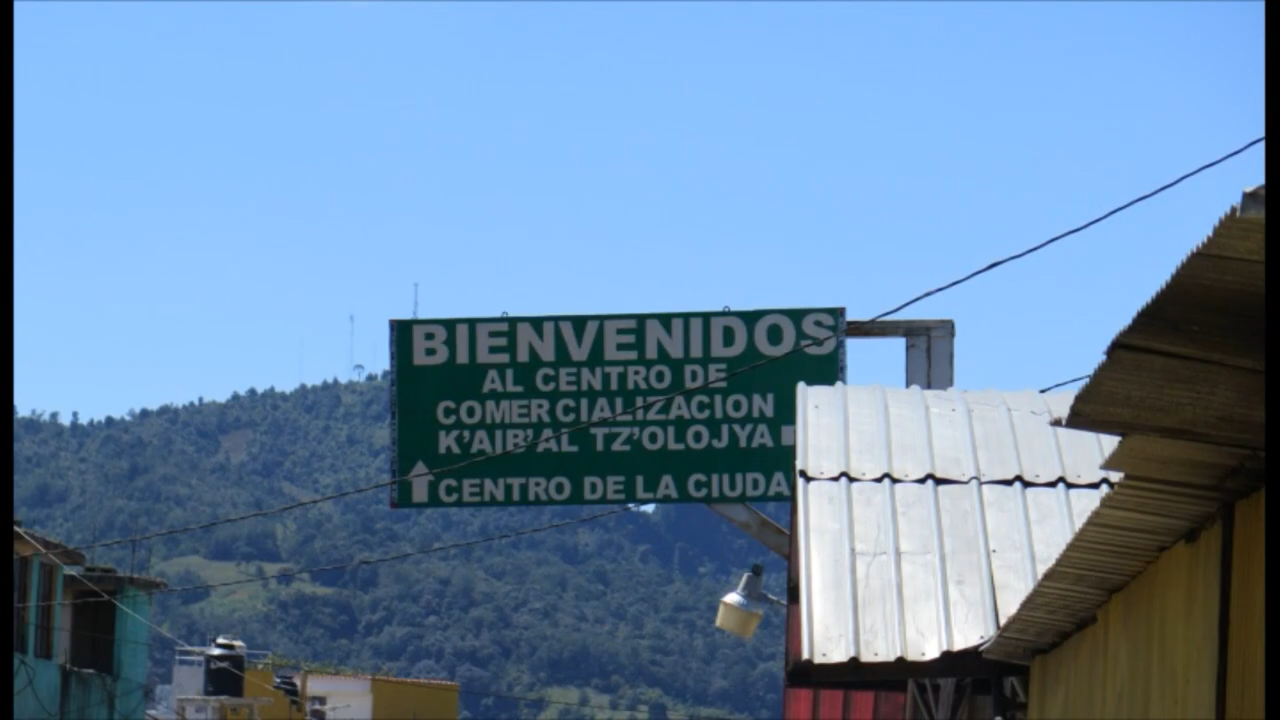 BIENVENIDOS
AL CENTRO DE
COMERCIALIZACION
K'AIB'AL TZ'OLOJYA
CENTRO DE LA CIUDA